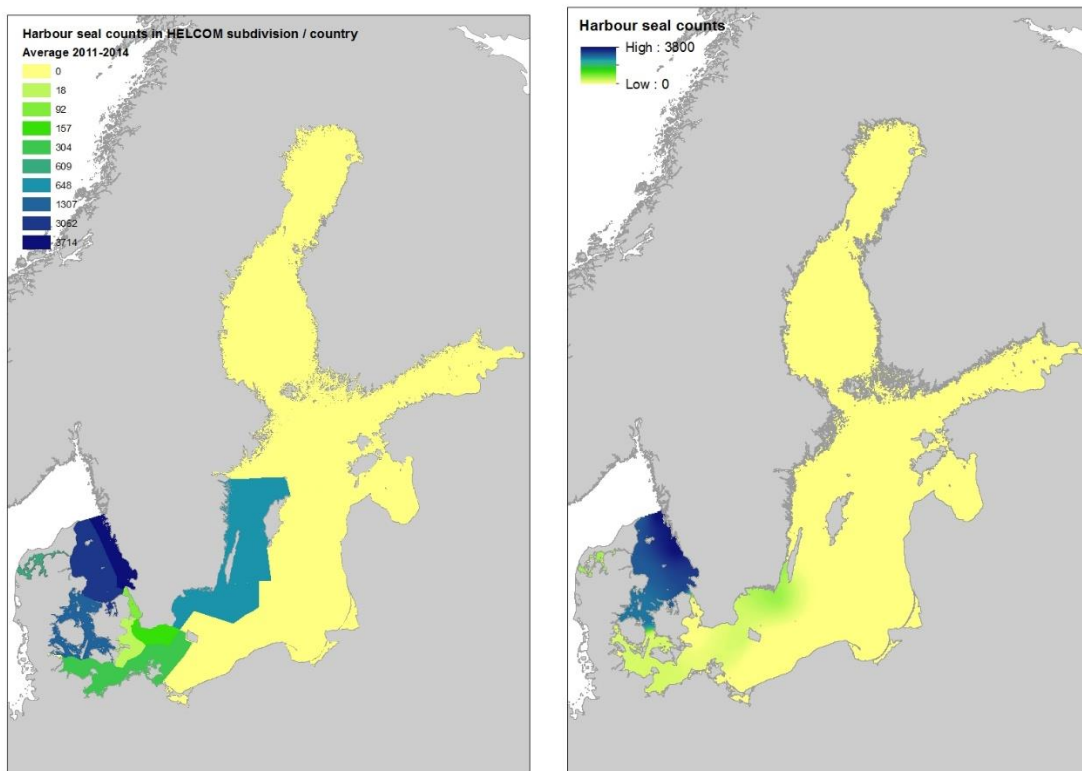 Harbour seal counts in HELCOM subdivision / country
Average 2011-2014
0
18
92
157
304
609
648
1307
3062
3714
Harbour seal counts
High : 3800
Low : 0